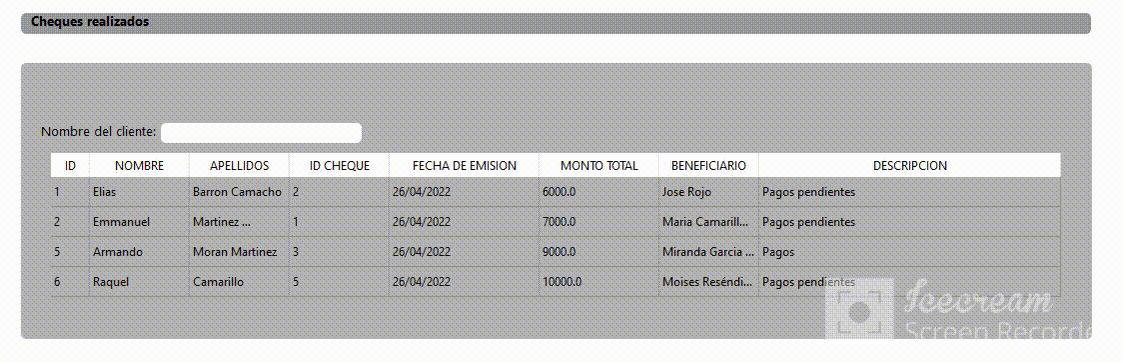 Cheques realizados
Nombre del cliente:
ID NOMBRE APELLIDOS ID CHEQUE FECHA DE EMISION MONTO TOTAL BENEFICIARIO DESCRIPCION
1 Elias Barron Camacho 2 26/04/2022 6000.0 Jose Rojo Pagos pendientes
2 Emmanuel Martinez ... 1 26/04/2022 7000.0 Maria Camarill... Pagos pendientes
5 Armando Moran Martinez 3 26/04/2022 9000.0 Miranda Garcia ... Pagos
6 Raquel Camarillo 5 26/04/2022 10000.0 Moises Reséndi... Pagos pendientes
Icecream
Screen Recorde